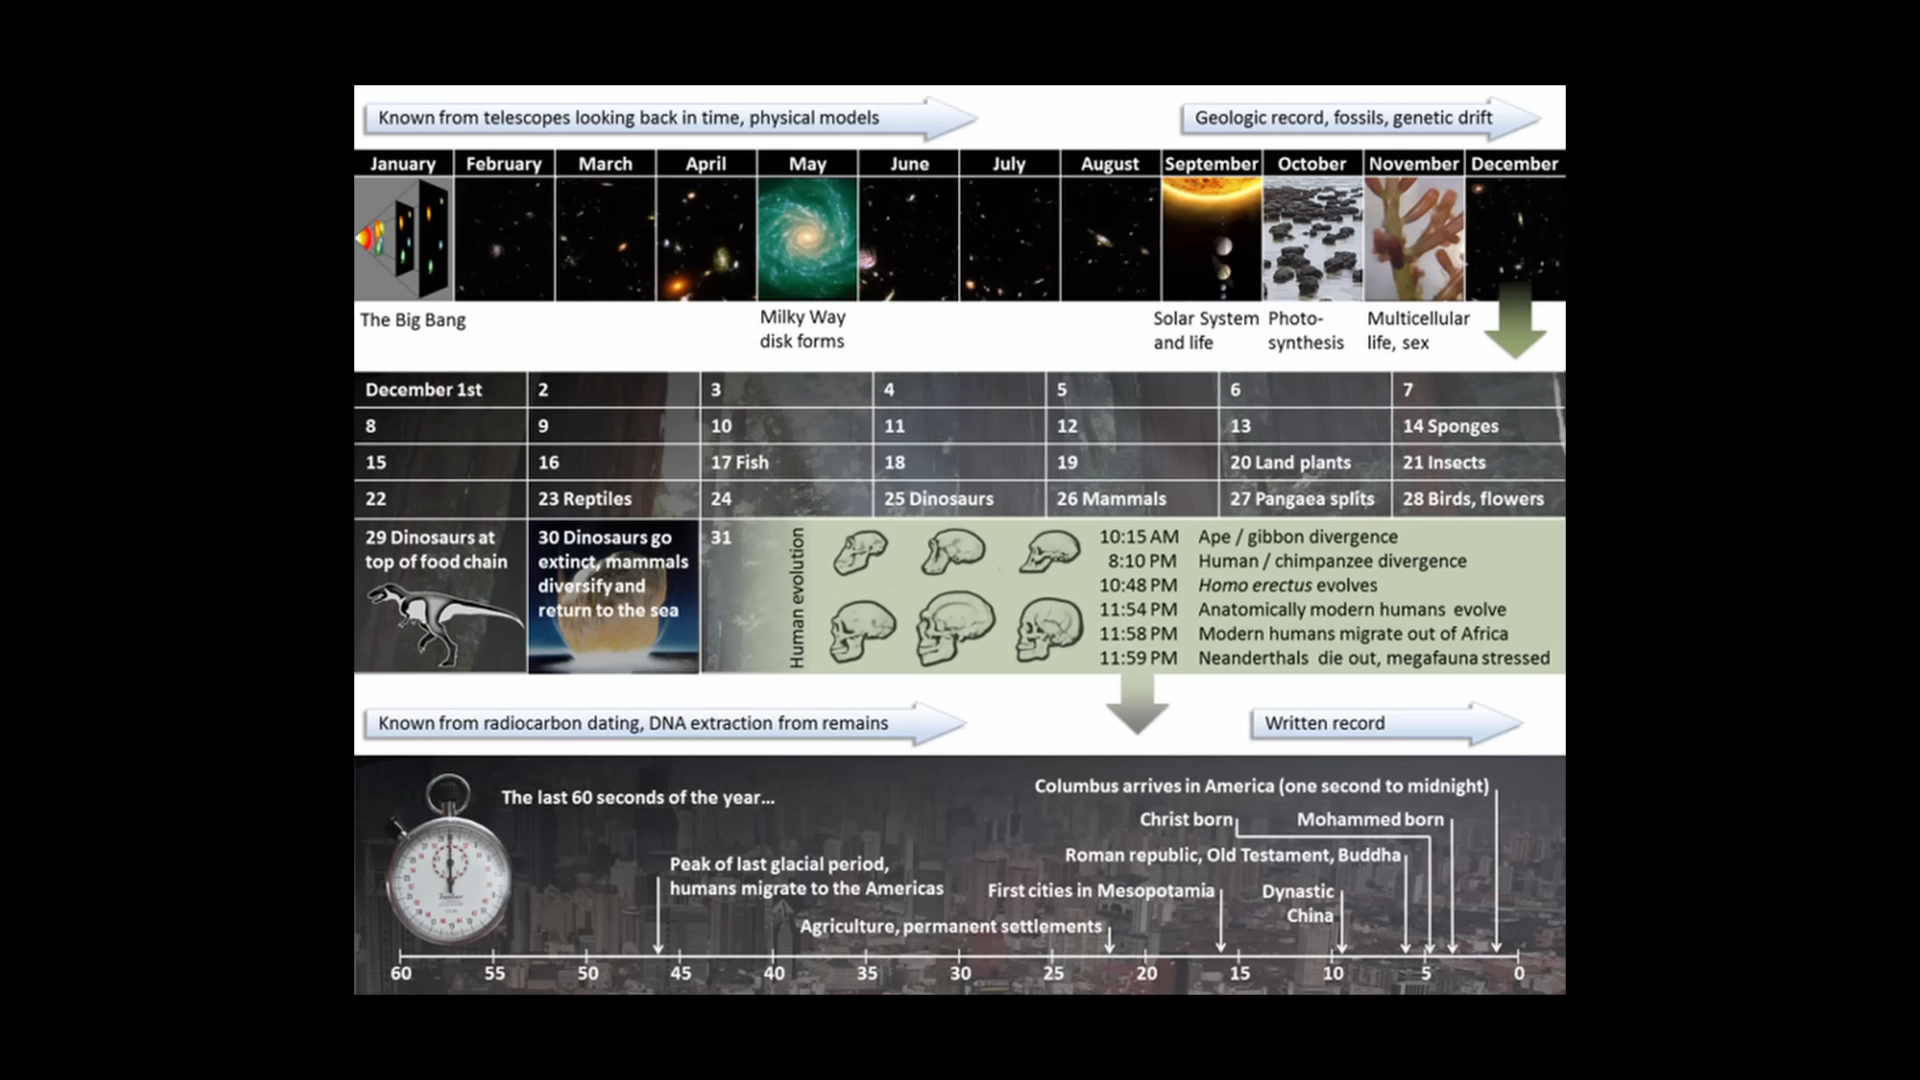 Known from telescopes looking back in time, physical models
Geologic record, fossils, genetic drift
January February March April May June July August September October November December
The Big Bang
Milky Way
disk forms
Solar System
and life
Photo-
synthesis
Multicellular
life, sex
December 1st 2 3 4 5 6 7
8 9 10 11 12 13 14 Sponges
15 16 17 Fish 18 19 20 Land plants 21 Insects
22 23 Reptiles 24 25 Dinosaurs 26 Mammals 27 Pangaea splits 28 Birds, flowers
29 Dinosaurs at
top of food chain
30 Dinosaurs go
extinct, mammals
diversify and
return to the sea
31
Human evolution
10:15 AM Ape / gibbon divergence
8:10 PM Human / chimpanzee divergence
10:48 PM Homo erectus evolves
11:54 PM Anatomically modern humans evolve
11:58 PM Modern humans migrate out of Africa
11:59 PM Neanderthals die out, megafauna stressed
Known from radiocarbon dating, DNA extraction from remains
Written record
The last 60 seconds of the year...
Columbus arrives in America (one second to midnight)
Christ born
Mohammed born
Roman republic, Old Testament, Buddha
Peak of last glacial period,
humans migrate to the Americas
First cities in Mesopotamia
Dynastic
China
Agriculture, permanent settlements
60 55 50 45 40 35 30 25 20 15 10 5 0